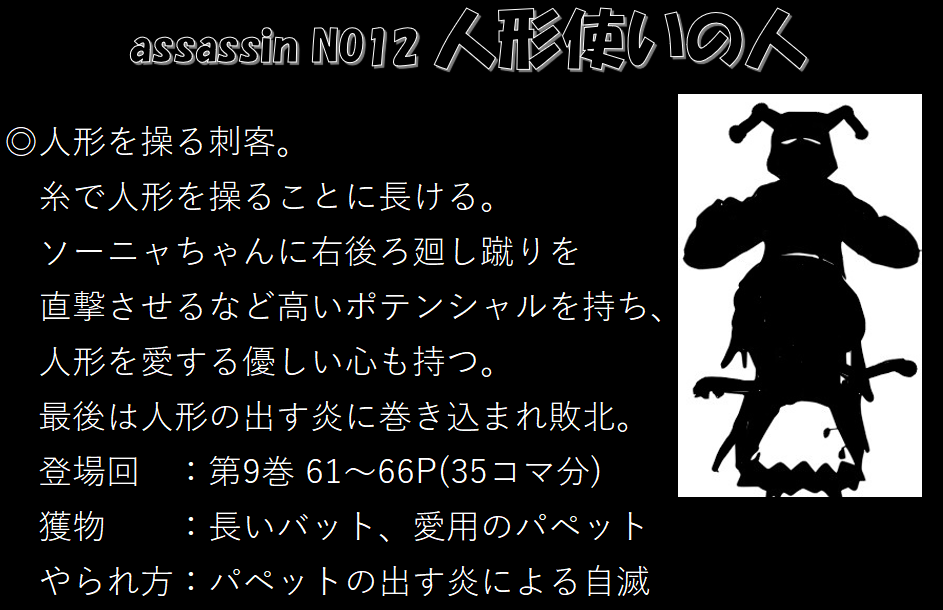 assassin NO12 人形使いの人
◎人形を操る刺客。
糸で人形を操ることに長ける。
ソーニャちゃんに右後ろ廻し蹴りを
直撃させるなど高いポテンシャルを持ち、
人形を愛する優しい心も持つ。
最後は人形の出す炎に巻き込まれ敗北。
登場回　：第9巻 61～66P(35コマ分)
獲物　　：長いバット、愛用のパペット
やられ方：パペットの出す炎による自滅